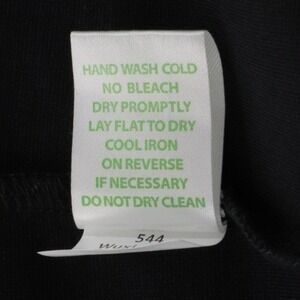 HAND WASH COLD
NO BLEACH
DRY PROMPTLY
LAY FLAT TO DRY
COOL IRON
ON REVERSE
IF NECESSARY
DO NOT DRY CLEAN
544